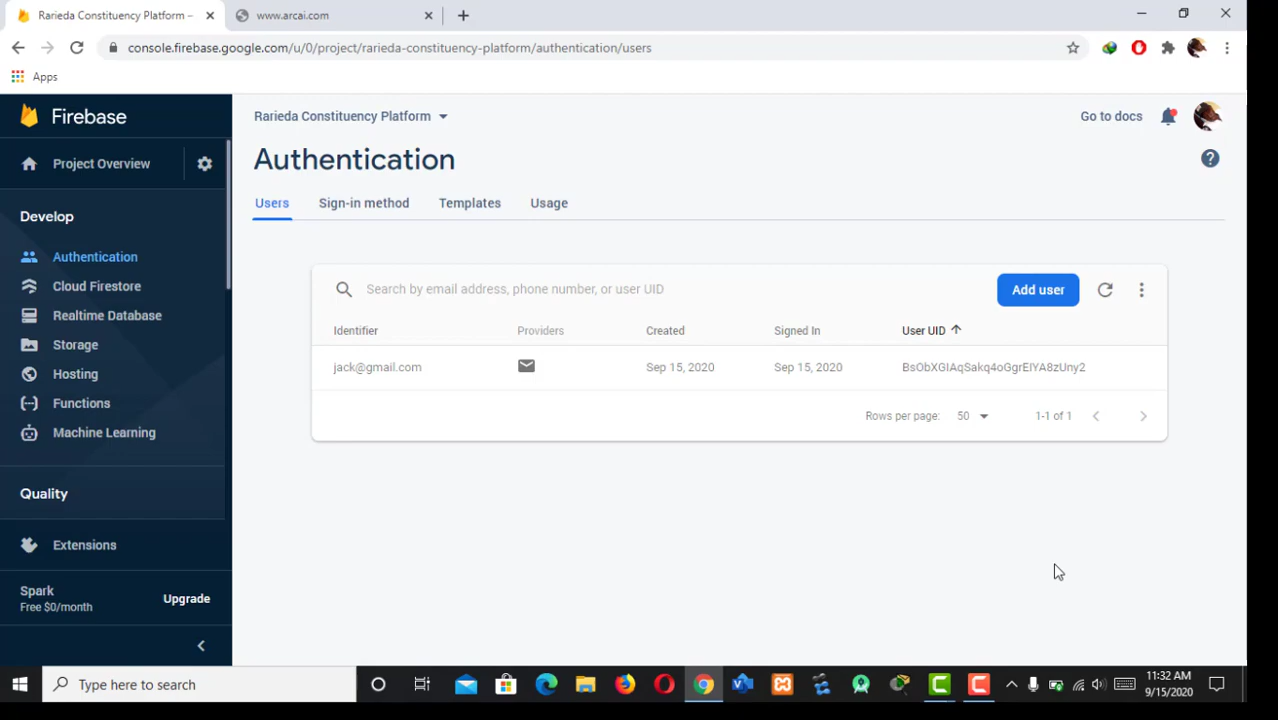 Rarieda Constituency Platform –
www.arcai.com
console.firebase.google.com/u/0/project/rarieda-constituency-platform/authentication/users
Apps
Firebase
Rarieda Constituency Platform
Go to docs
Project Overview
Authentication
Users
Sign-in method
Templates
Usage
Develop
Authentication
Cloud Firestore
Realtime Database
Storage
Hosting
Functions
Machine Learning
Quality
Extensions
Spark
Free $0/month
Upgrade
Search by email address, phone number, or user UID
Add user
Identifier
Providers
Created
Signed In
User UID
jack@gmail.com
Sep 15, 2020
Sep 15, 2020
BsObXGIAqSakq4oGgrEIYA8zUny2
Rows per page:
50
1-1 of 1
Type here to search
11:32 AM
9/15/2020